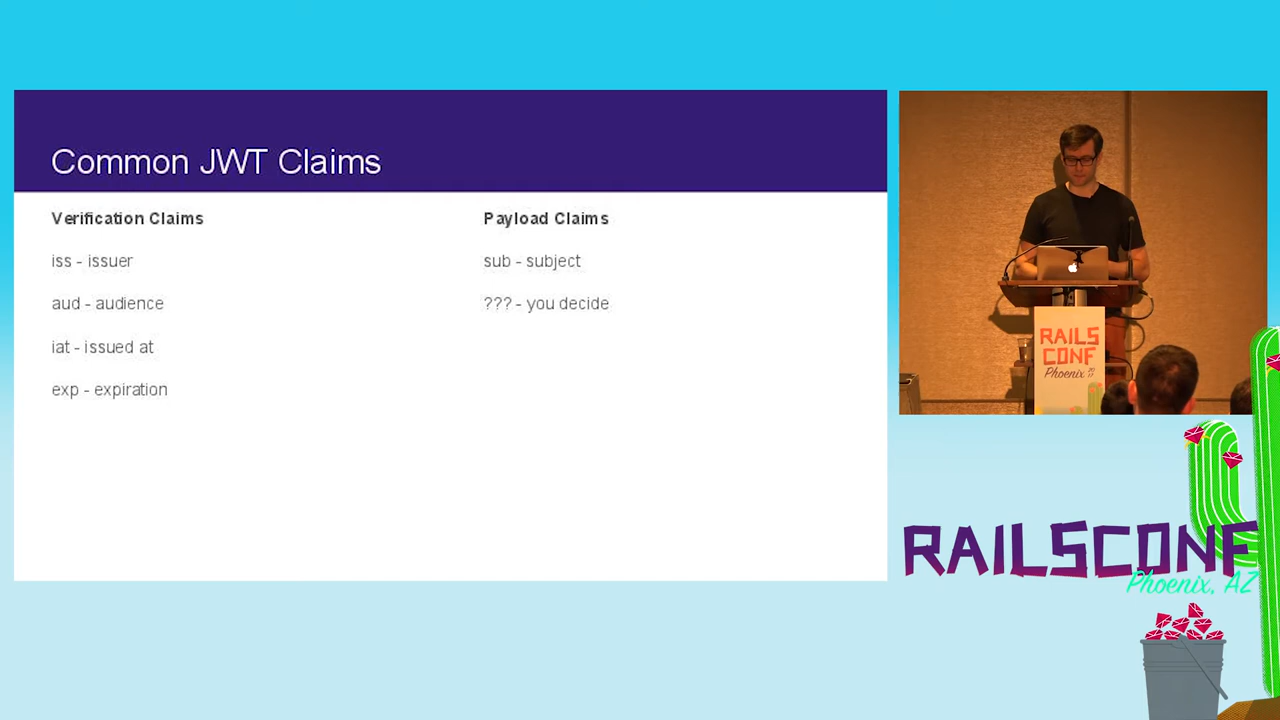 Common JWT Claims
Verification Claims
iss - issuer
aud - audience
iat - issued at
exp - expiration
Payload Claims
sub - subject
??? - you decide
RAILS
CONF
Phoenix 2017
RAILSCONF
Phoenix, AZ